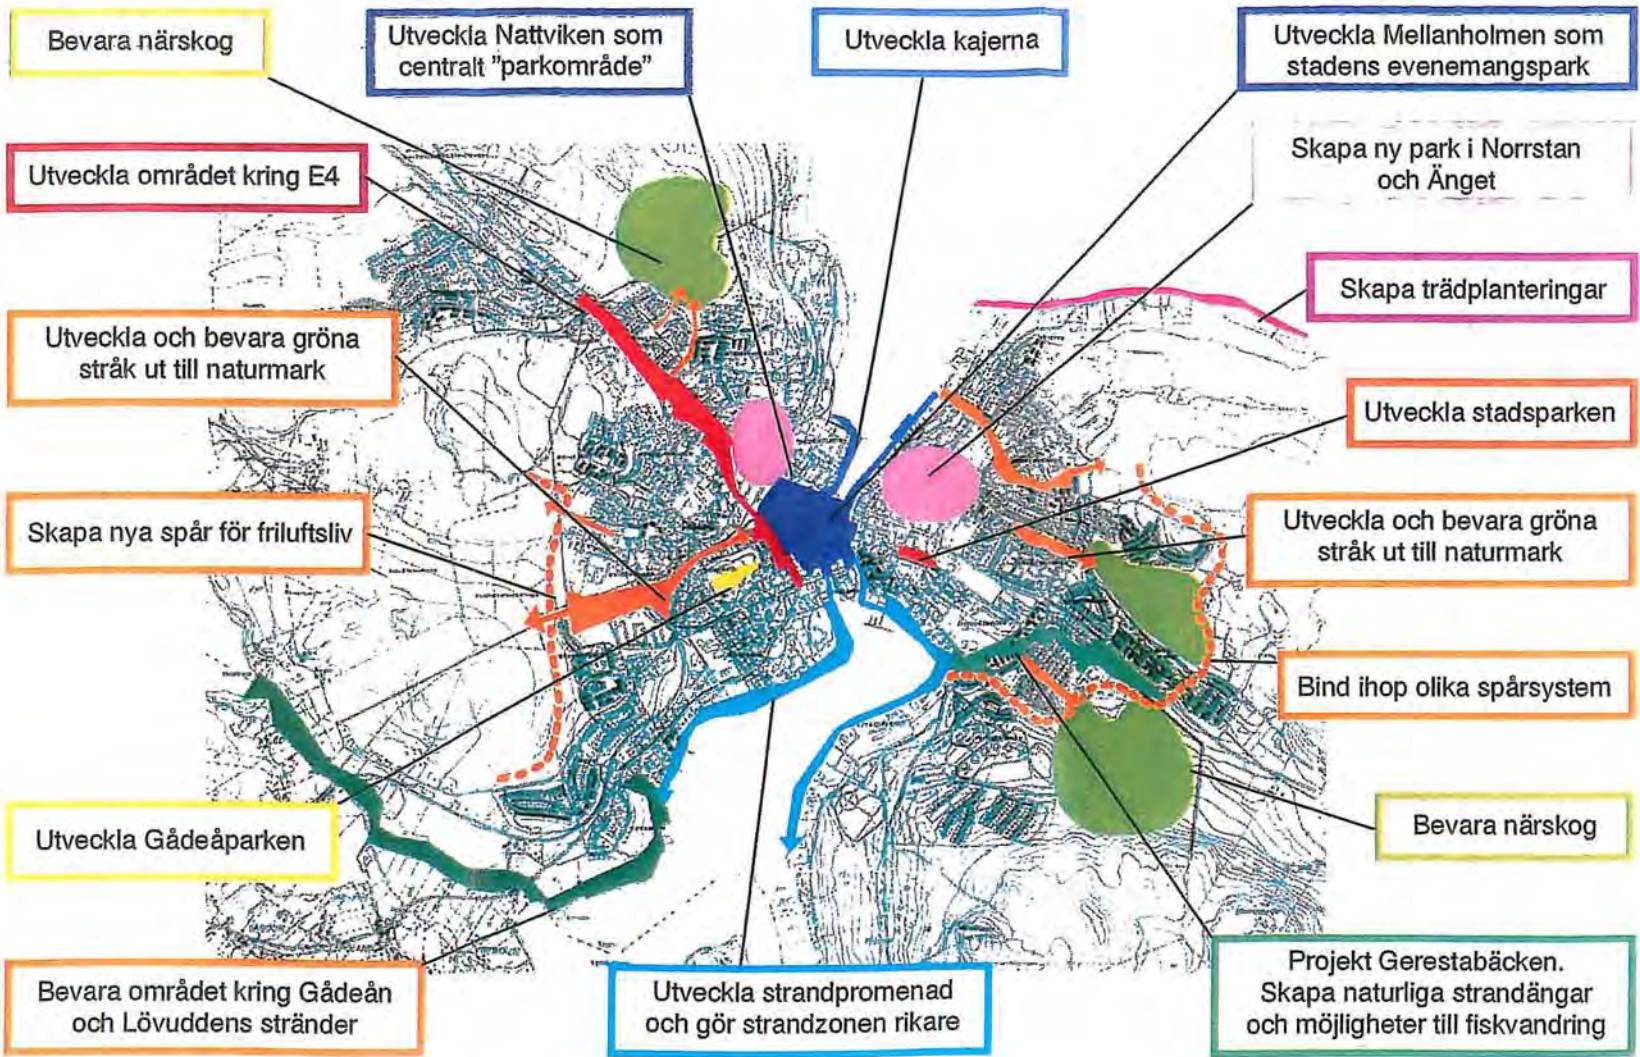 Bevara närskog
Utveckla Nattviken som
centralt "parkområde"
Utveckla kajerna
Utveckla Mellanholmen som
stadens evenemangspark
Utveckla området kring E4
Skapa ny park i Norrstan
och Änget
Skapa trädplanteringar
Utveckla och bevara gröna
stråk ut till naturmark
Utveckla stadsparken
Skapa nya spår för friluftsliv
Utveckla och bevara gröna
stråk ut till naturmark
Bind ihop olika spårsystem
Utveckla Gådeåparken
Bevara närskog
Bevara området kring Gådeån
och Lövuddens stränder
Utveckla strandpromenad
och gör strandzonen rikare
Projekt Gerestabäcken.
Skapa naturliga strandängar
och möjligheter till fiskvandring